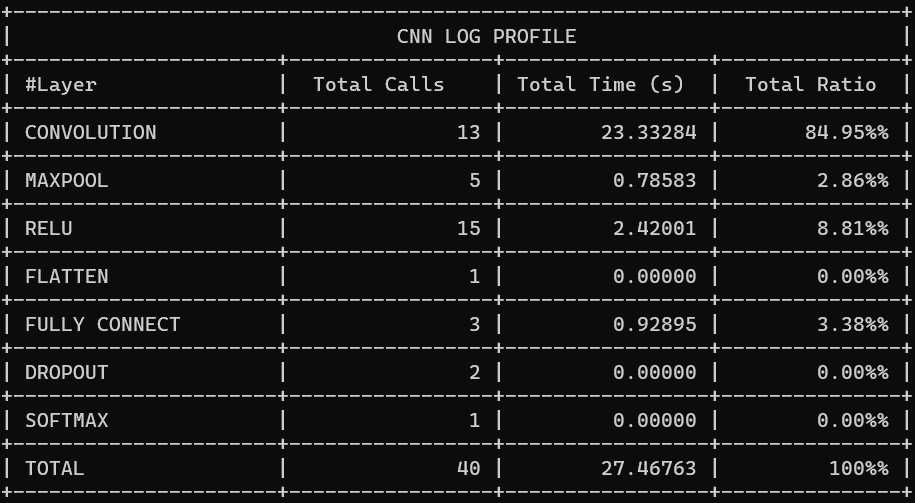 CNN LOG PROFILE
#Layer | Total Calls | Total Time (s) | Total Ratio
CONVOLUTION | 13 | 23.33284 | 84.95%%
MAXPOOL | 5 | 0.78583 | 2.86%%
RELU | 15 | 2.42001 | 8.81%%
FLATTEN | 1 | 0.00000 | 0.00%%
FULLY CONNECT | 3 | 0.92895 | 3.38%%
DROPOUT | 2 | 0.00000 | 0.00%%
SOFTMAX | 1 | 0.00000 | 0.00%%
TOTAL | 40 | 27.46763 | 100%%